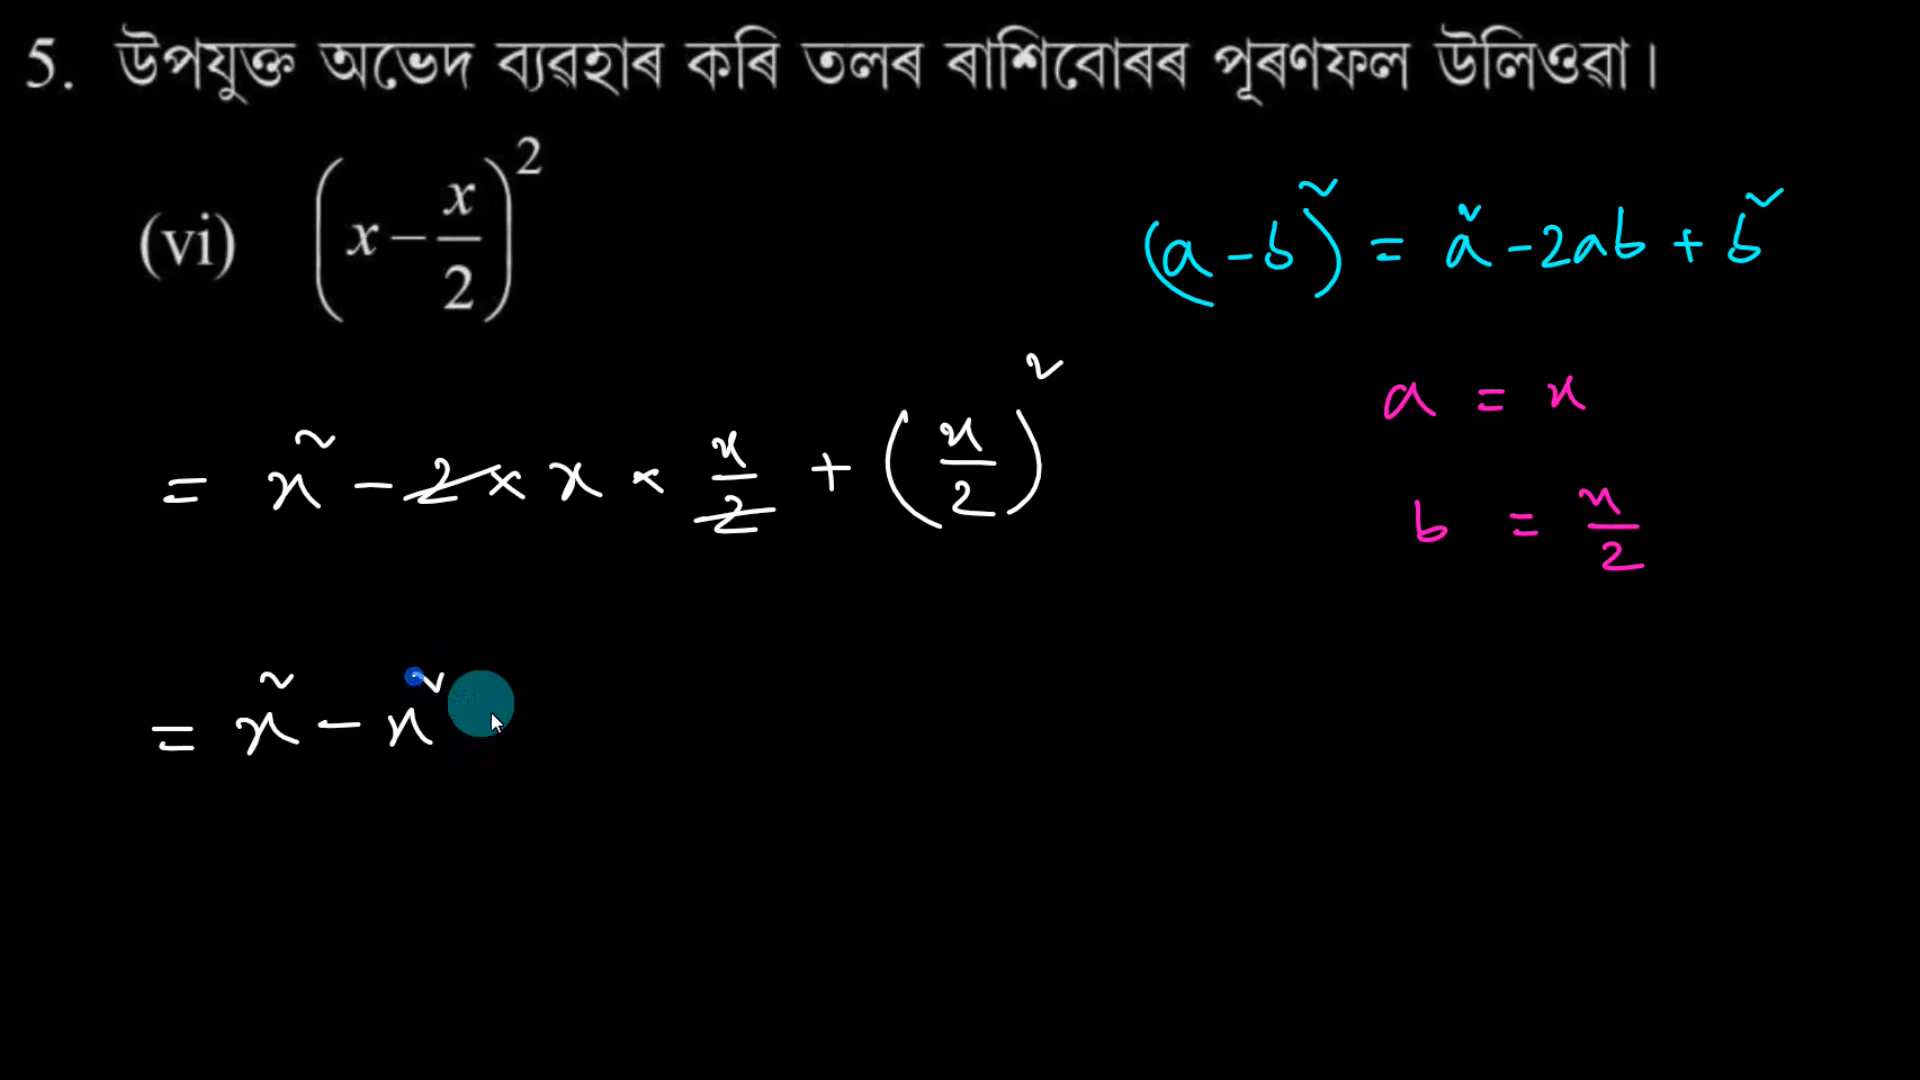 5. উপযুক্ত অভেদ ব্যৱহাৰ কৰি তলৰ ৰাশিবোৰৰ পূৰণফল উলিওৱা।
(vi) (x − x/2)²
(a − b)² = a² − 2ab + b²
a = x
= x² − 2 × x × x/2 + (x/2)²
b = x/2
= x² − x²